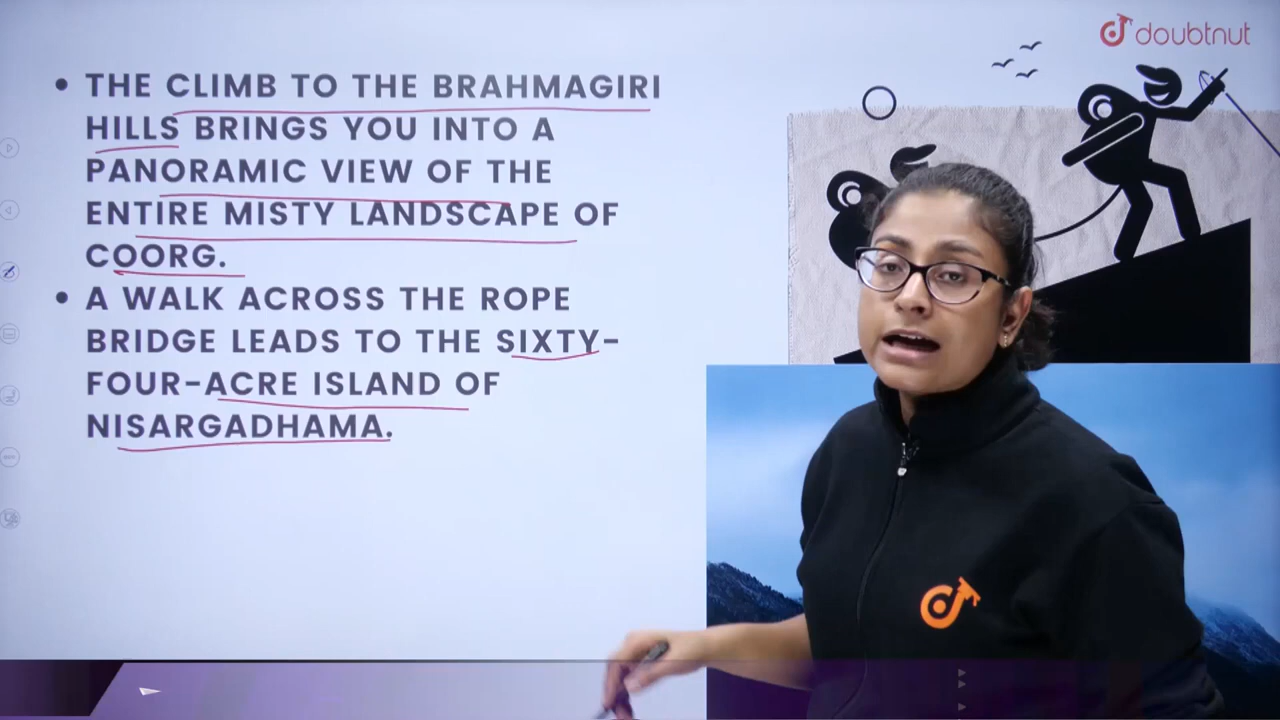 doubtnut
• THE CLIMB TO THE BRAHMAGIRI
HILLS BRINGS YOU INTO A
PANORAMIC VIEW OF THE
ENTIRE MISTY LANDSCAPE OF
COORG.
• A WALK ACROSS THE ROPE
BRIDGE LEADS TO THE SIXTY-
FOUR-ACRE ISLAND OF
NISARGADHAMA.